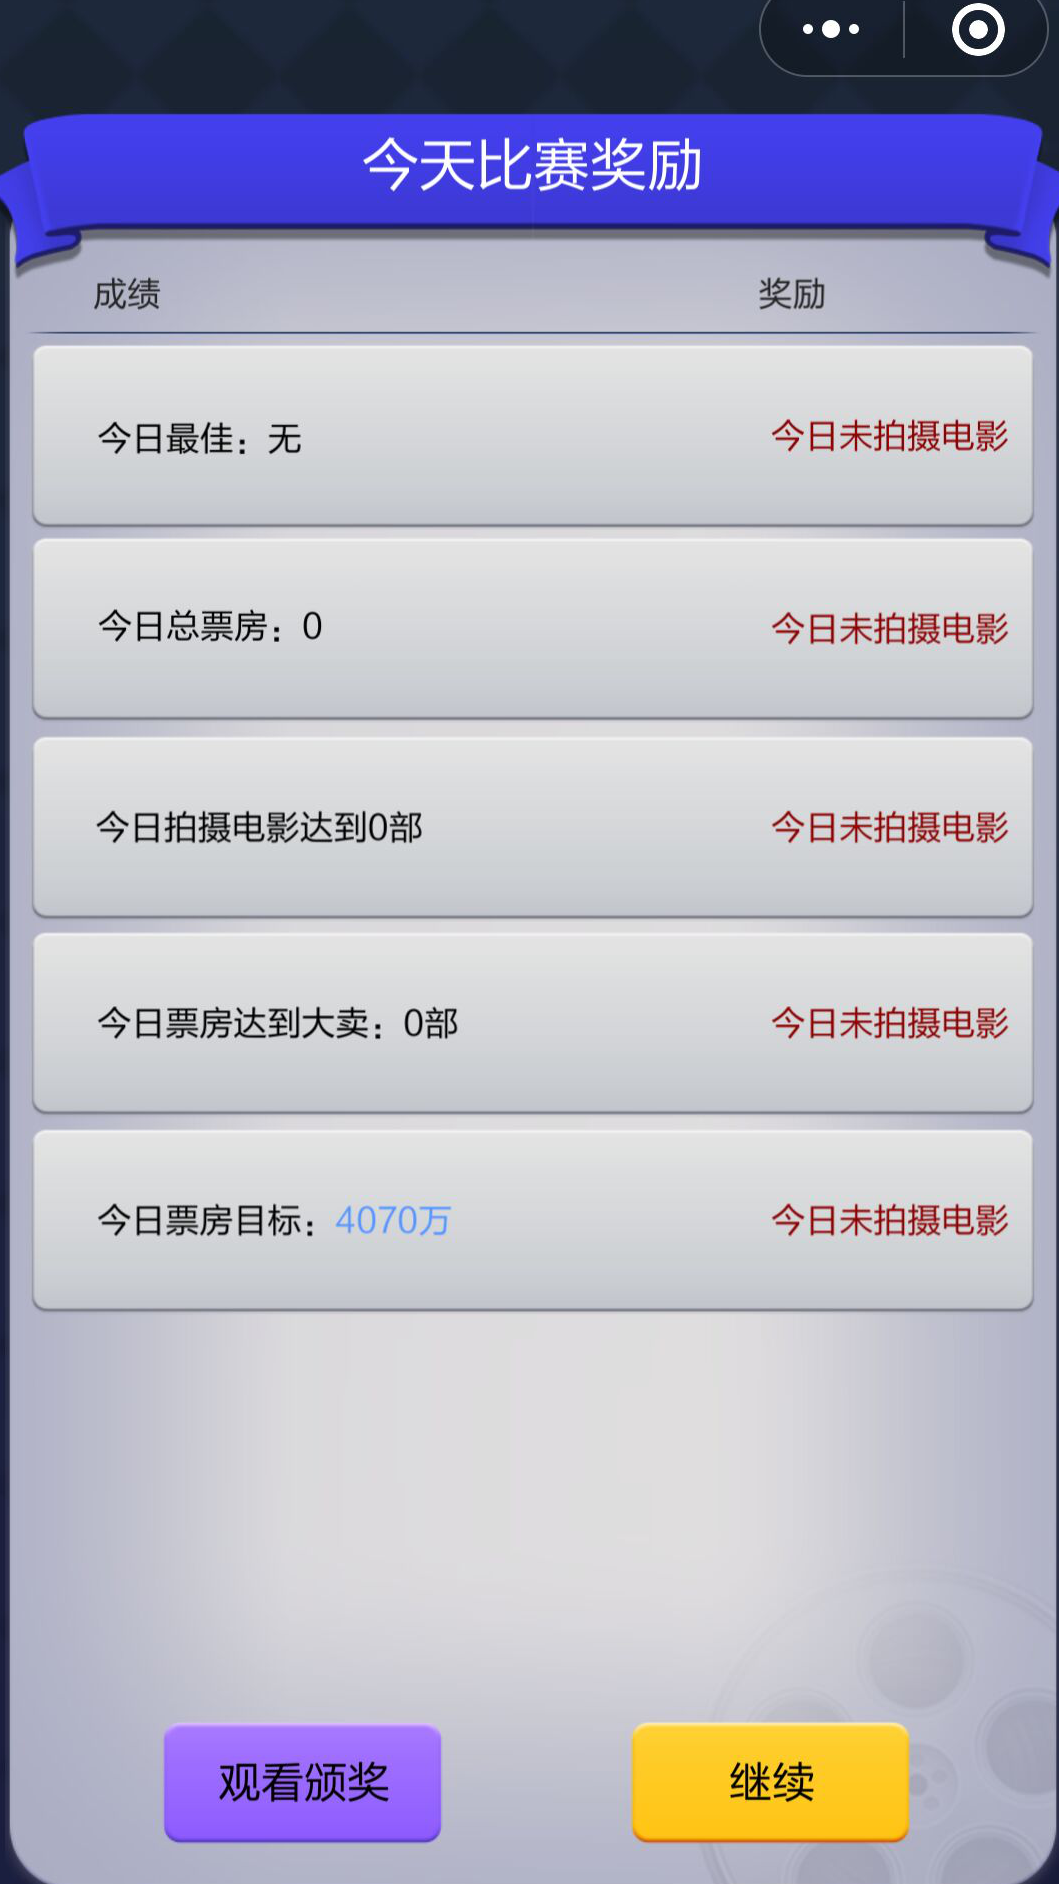 今天比赛奖励
成绩 奖励
今日最佳：无 今日未拍摄电影
今日总票房：0 今日未拍摄电影
今日拍摄电影达到0部 今日未拍摄电影
今日票房达到大卖：0部 今日未拍摄电影
今日票房目标：4070万 今日未拍摄电影
观看颁奖 继续